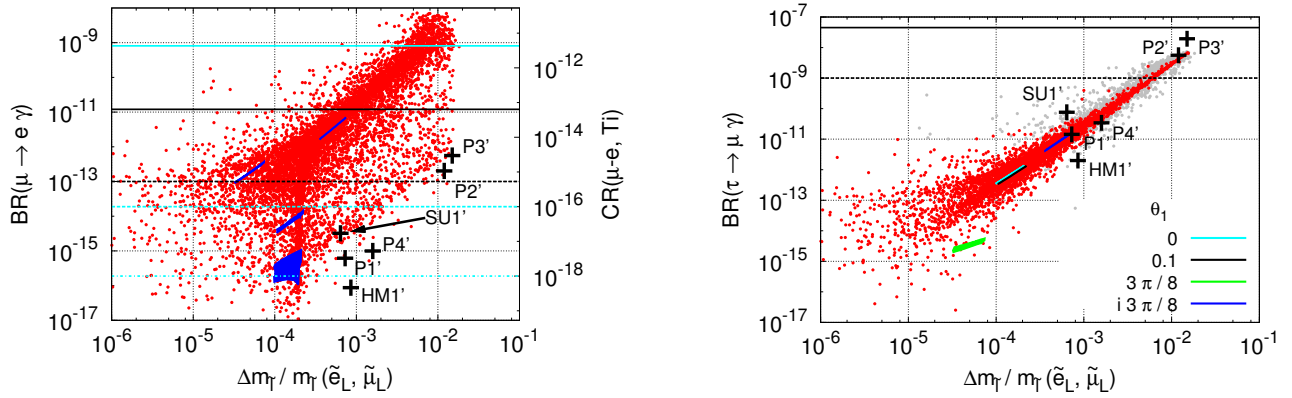 BR(μ → e γ)
10⁻⁹
10⁻¹¹
10⁻¹³
10⁻¹⁵
10⁻¹⁷
10⁻⁶
10⁻⁵
10⁻⁴
10⁻³
10⁻²
10⁻¹
Δm_l̃ / m_l̃ (ẽ_L, μ̃_L)
10⁻¹²
10⁻¹⁴
10⁻¹⁶
10⁻¹⁸
CR(μ-e, Ti)
P3'
P2'
SU1'
P4'
P1'
HM1'
BR(τ → μ γ)
10⁻⁷
10⁻⁹
10⁻¹¹
10⁻¹³
10⁻¹⁵
10⁻¹⁷
10⁻⁶
10⁻⁵
10⁻⁴
10⁻³
10⁻²
10⁻¹
Δm_l̃ / m_l̃ (ẽ_L, μ̃_L)
P2'
P3'
SU1'
P1'
P4'
HM1'
θ₁
0
0.1
3 π / 8
i 3 π / 8